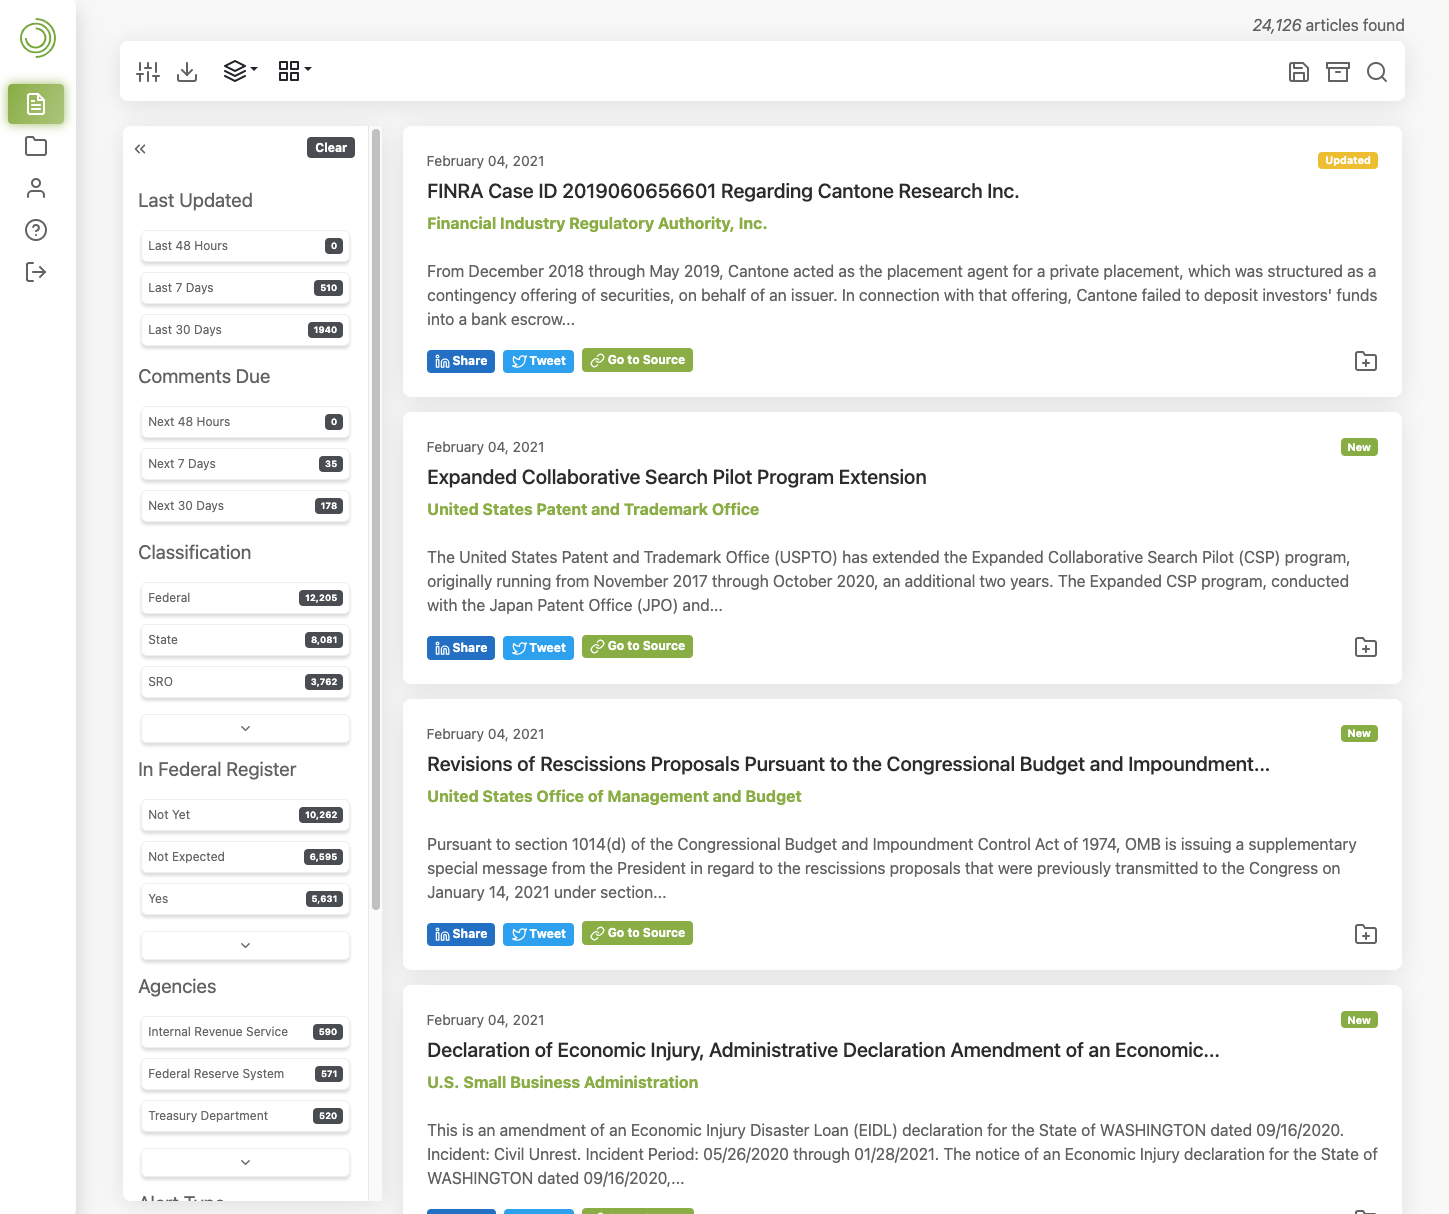 24,126 articles found
Clear
Last Updated
Last 48 Hours 0
Last 7 Days 510
Last 30 Days 1940
Comments Due
Next 48 Hours 0
Next 7 Days 35
Next 30 Days 178
Classification
Federal 12,205
State 8,081
SRO 3,762
In Federal Register
Not Yet 10,262
Not Expected 6,595
Yes 5,631
Agencies
Internal Revenue Service 590
Federal Reserve System 571
Treasury Department 520
Alert Type
February 04, 2021 Updated
FINRA Case ID 2019060656601 Regarding Cantone Research Inc.
Financial Industry Regulatory Authority, Inc.
From December 2018 through May 2019, Cantone acted as the placement agent for a private placement, which was structured as a
contingency offering of securities, on behalf of an issuer. In connection with that offering, Cantone failed to deposit investors' funds
into a bank escrow...
Share Tweet Go to Source
February 04, 2021 New
Expanded Collaborative Search Pilot Program Extension
United States Patent and Trademark Office
The United States Patent and Trademark Office (USPTO) has extended the Expanded Collaborative Search Pilot (CSP) program,
originally running from November 2017 through October 2020, an additional two years. The Expanded CSP program, conducted
with the Japan Patent Office (JPO) and...
Share Tweet Go to Source
February 04, 2021 New
Revisions of Rescissions Proposals Pursuant to the Congressional Budget and Impoundment...
United States Office of Management and Budget
Pursuant to section 1014(d) of the Congressional Budget and Impoundment Control Act of 1974, OMB is issuing a supplementary
special message from the President in regard to the rescissions proposals that were previously transmitted to the Congress on
January 14, 2021 under section...
Share Tweet Go to Source
February 04, 2021 New
Declaration of Economic Injury, Administrative Declaration Amendment of an Economic...
U.S. Small Business Administration
This is an amendment of an Economic Injury Disaster Loan (EIDL) declaration for the State of WASHINGTON dated 09/16/2020.
Incident: Civil Unrest. Incident Period: 05/26/2020 through 01/28/2021. The notice of an Economic Injury declaration for the State of
WASHINGTON dated 09/16/2020,...